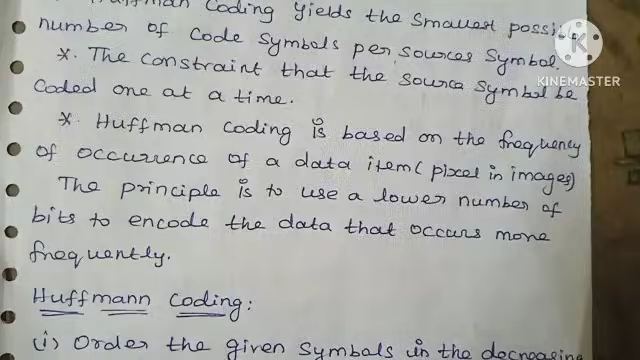 Huffman Coding yields the smallest possible
number of code symbols per sources symbol.
*. The constraint that the source symbol be
coded one at a time.
*. Huffman coding is based on the frequency
of occurrence of a data item (pixel in images)
The principle is to use a lower number of
bits to encode the data that occurs more
frequently.
Huffmann Coding:
(i) Order the given symbols in the decreasing
KINEMASTER